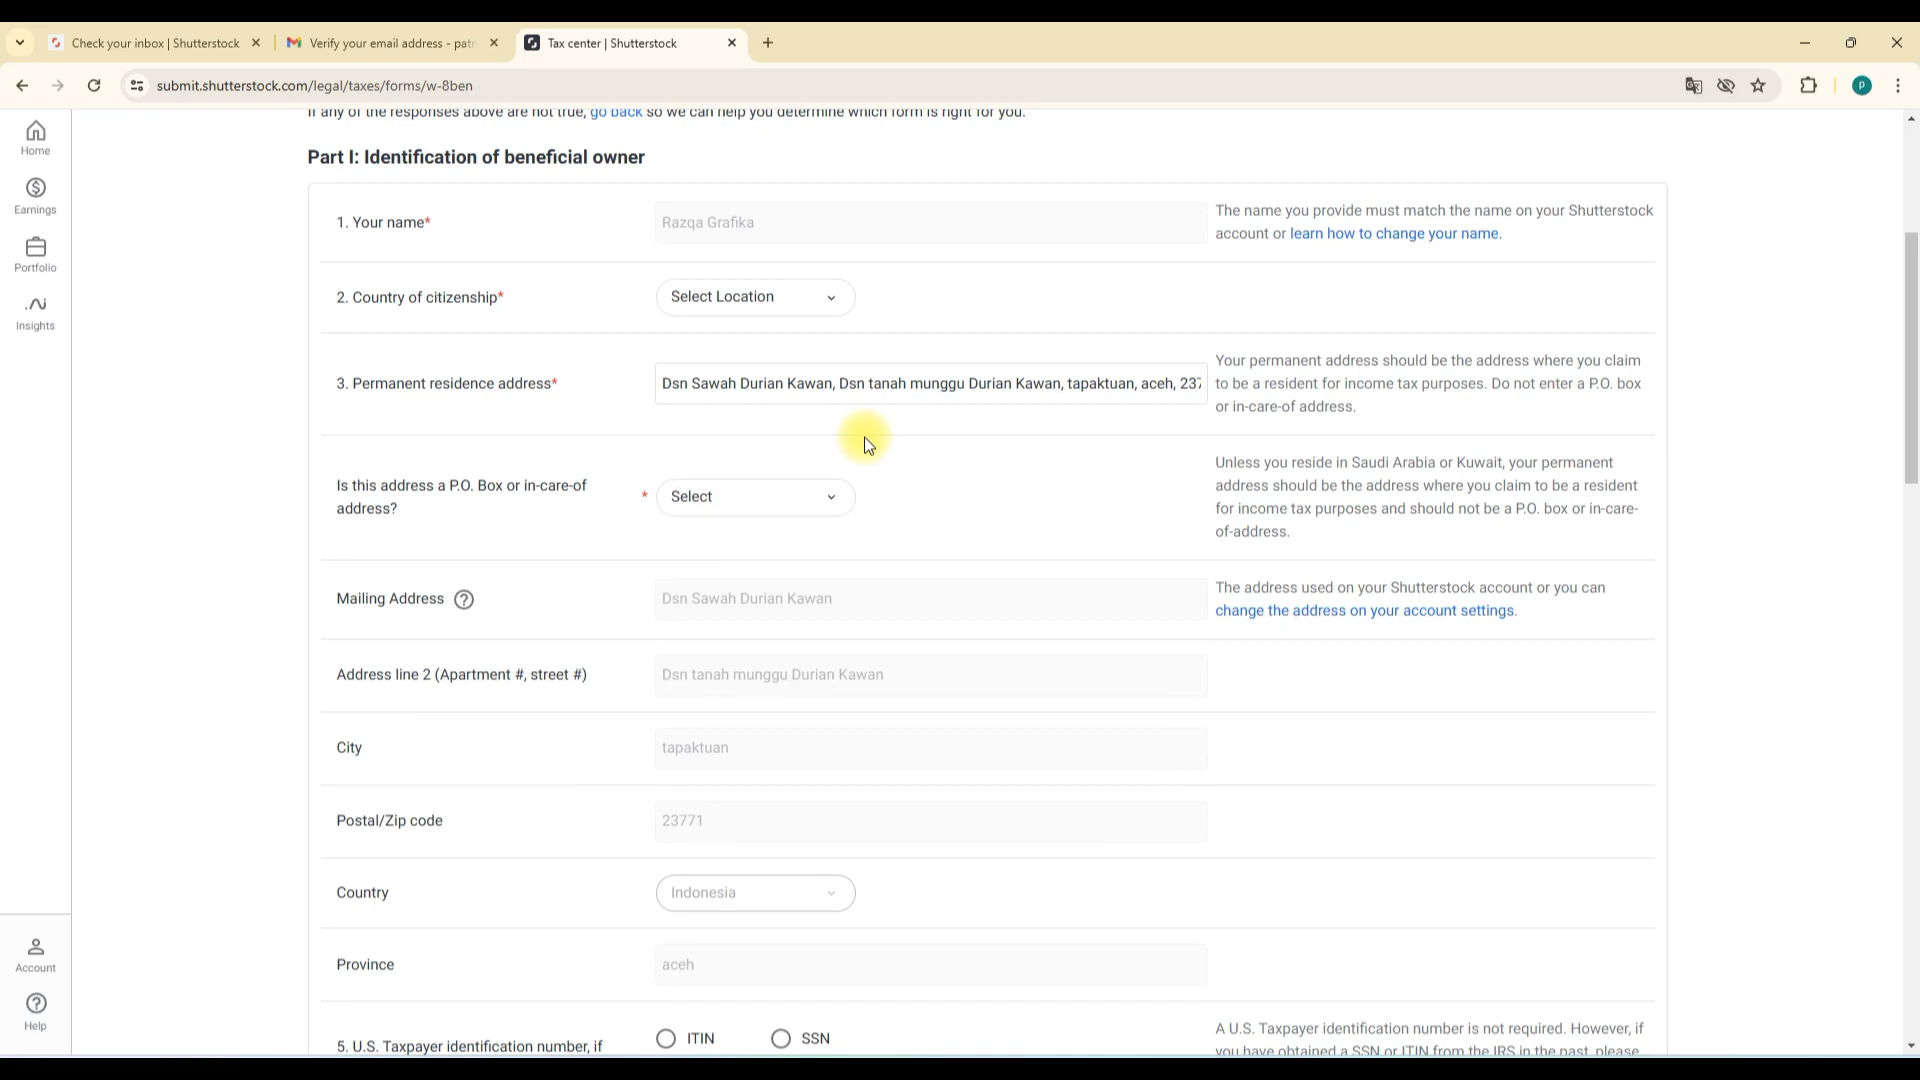 Check your inbox | Shutterstock
Verify your email address - patr
Tax center | Shutterstock
submit.shutterstock.com/legal/taxes/forms/w-8ben
P
If any of the responses above are not true, go back so we can help you determine which form is right for you.
Home
Earnings
Portfolio
Insights
Account
Help
Part I: Identification of beneficial owner
1. Your name*
Razqa Grafika
The name you provide must match the name on your Shutterstock
account or learn how to change your name.
2. Country of citizenship*
Select Location
3. Permanent residence address*
Dsn Sawah Durian Kawan, Dsn tanah munggu Durian Kawan, tapaktuan, aceh, 237
Your permanent address should be the address where you claim
to be a resident for income tax purposes. Do not enter a P.O. box
or in-care-of address.
Is this address a P.O. Box or in-care-of
address?
* Select
Unless you reside in Saudi Arabia or Kuwait, your permanent
address should be the address where you claim to be a resident
for income tax purposes and should not be a P.O. box or in-care-
of-address.
Mailing Address ?
Dsn Sawah Durian Kawan
The address used on your Shutterstock account or you can
change the address on your account settings.
Address line 2 (Apartment #, street #)
Dsn tanah munggu Durian Kawan
City
tapaktuan
Postal/Zip code
23771
Country
Indonesia
Province
aceh
5. U.S. Taxpayer identification number, if
ITIN
SSN
A U.S. Taxpayer identification number is not required. However, if
you have obtained a SSN or ITIN from the IRS in the past, please